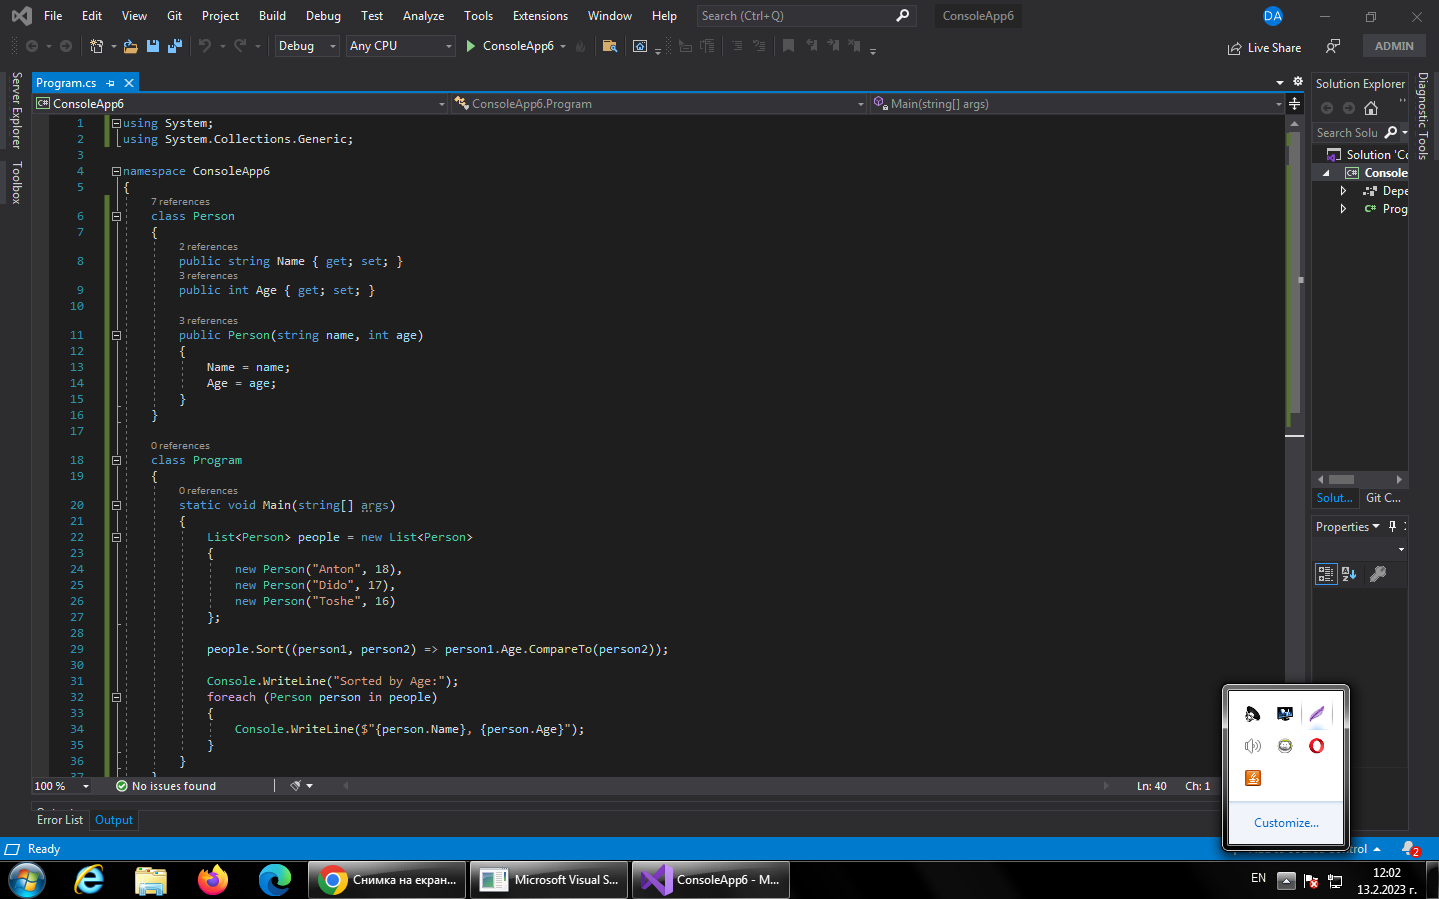 File Edit View Git Project Build Debug Test Analyze Tools Extensions Window Help Search (Ctrl+Q) ConsoleApp6 DA
Debug Any CPU ConsoleApp6 Live Share ADMIN
Server Explorer
Toolbox
Program.cs
ConsoleApp6 ConsoleApp6.Program Main(string[] args)
1 using System;
2 using System.Collections.Generic;
3
4 namespace ConsoleApp6
5 {
7 references
6 class Person
7 {
2 references
8 public string Name { get; set; }
3 references
9 public int Age { get; set; }
10
3 references
11 public Person(string name, int age)
12 {
13 Name = name;
14 Age = age;
15 }
16 }
17
0 references
18 class Program
19 {
0 references
20 static void Main(string[] args)
21 {
22 List<Person> people = new List<Person>
23 {
24 new Person("Anton", 18),
25 new Person("Dido", 17),
26 new Person("Toshe", 16)
27 };
28
29 people.Sort((person1, person2) => person1.Age.CompareTo(person2));
30
31 Console.WriteLine("Sorted by Age:");
32 foreach (Person person in people)
33 {
34 Console.WriteLine($"{person.Name}, {person.Age}");
35 }
36 }
37 }
100 % No issues found Ln: 40 Ch: 1
Error List Output
Ready
Solution Explorer
Search Solu
Solution 'Co
Console
Depe
Prog
Solut... Git C...
Properties
Diagnostic Tools
Customize...
2
Снимка на екран... Microsoft Visual S... ConsoleApp6 - M...
EN
12:02
13.2.2023 г.